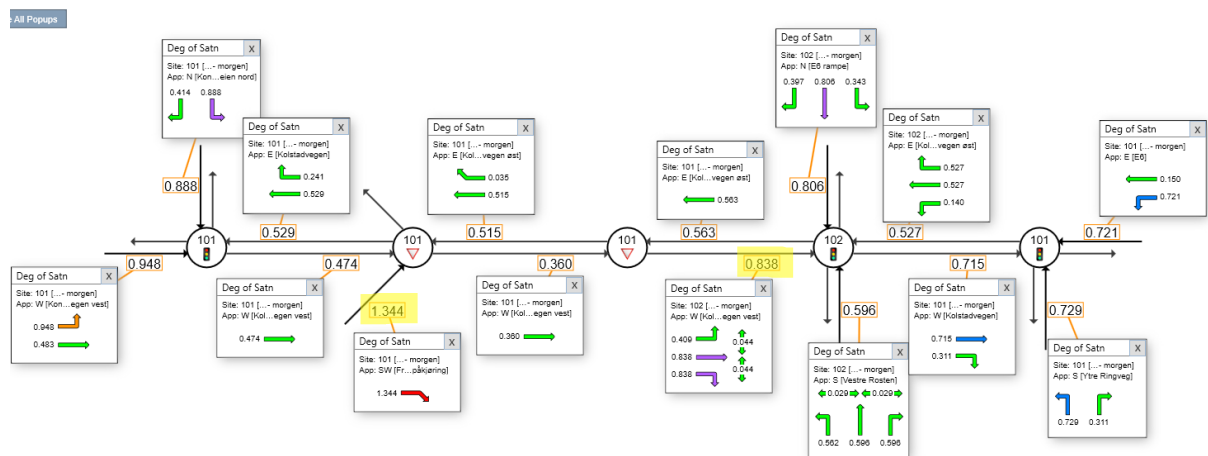 e All Popups
Deg of Satn X
Site: 101 [...- morgen]
App: N [Kon...eien nord]
0.414 0.888
Deg of Satn X
Site: 101 [...- morgen]
App: E [Kolstadvegen]
0.241
0.529
Deg of Satn X
Site: 101 [...- morgen]
App: E [Kol...vegen øst]
0.035
0.515
Deg of Satn X
Site: 101 [...- morgen]
App: E [Kol...vegen øst]
0.563
Deg of Satn X
Site: 102 [...- morgen]
App: N [E6 rampe]
0.397 0.806 0.343
Deg of Satn X
Site: 102 [...- morgen]
App: E [Kol...vegen øst]
0.527
0.527
0.140
Deg of Satn X
Site: 101 [...- morgen]
App: E [E6]
0.150
0.721
0.888
0.806
0.529
0.515
0.563
0.527
0.721
101
101
101
102
101
0.948
0.474
0.360
0.838
0.715
Deg of Satn X
Site: 101 [...- morgen]
App: W [Kon...egen vest]
0.948
0.483
Deg of Satn X
Site: 101 [...- morgen]
App: W [Kol...egen vest]
0.474
1.344
Deg of Satn X
Site: 101 [...- morgen]
App: SW [Fr...påkjøring]
1.344
Deg of Satn X
Site: 101 [...- morgen]
App: W [Kol...egen vest]
0.360
Deg of Satn X
Site: 102 [...- morgen]
App: W [Kol...egen vest]
0.409
0.044
0.838
0.044
0.838
0.596
Deg of Satn X
Site: 102 [...- morgen]
App: S [Vestre Rosten]
0.029 0.029
0.562 0.596 0.596
Deg of Satn X
Site: 101 [...- morgen]
App: W [Kolstadvegen]
0.715
0.311
0.729
Deg of Satn X
Site: 101 [...- morgen]
App: S [Ytre Ringveg]
0.729 0.311